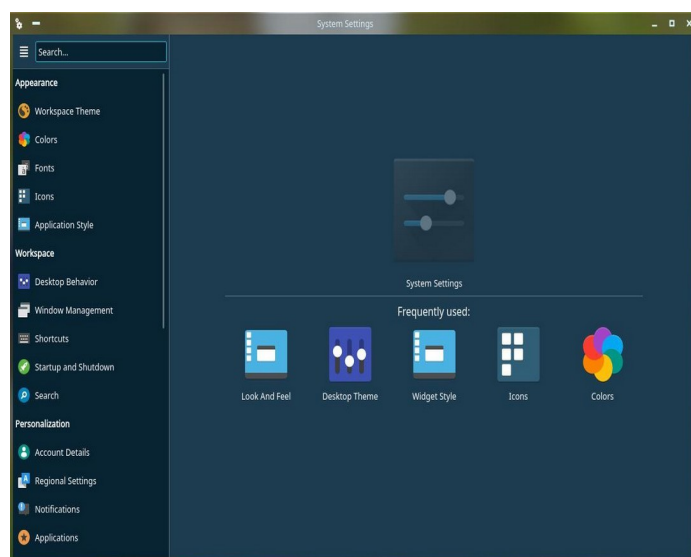 System Settings
Search...
Appearance
Workspace Theme
Colors
Fonts
Icons
Application Style
Workspace
Desktop Behavior
Window Management
Shortcuts
Startup and Shutdown
Search
Personalization
Account Details
Regional Settings
Notifications
Applications
System Settings
Frequently used:
Look And Feel
Desktop Theme
Widget Style
Icons
Colors